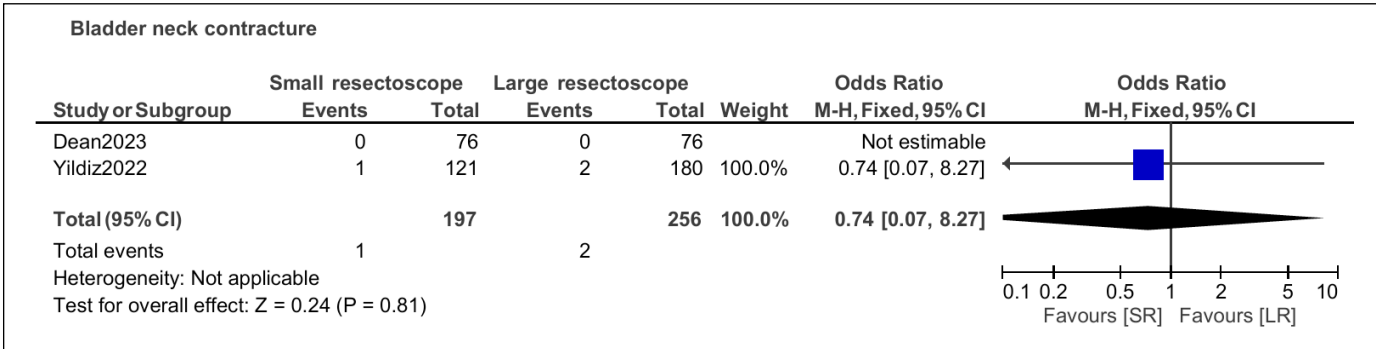 Bladder neck contracture
Small resectoscope Large resectoscope Odds Ratio Odds Ratio
Study or Subgroup Events Total Events Total Weight M-H, Fixed, 95% CI M-H, Fixed, 95% CI
Dean2023 0 76 0 76 Not estimable
Yildiz2022 1 121 2 180 100.0% 0.74 [0.07, 8.27]
Total (95% CI) 197 256 100.0% 0.74 [0.07, 8.27]
Total events 1 2
Heterogeneity: Not applicable
Test for overall effect: Z = 0.24 (P = 0.81)
0.1 0.2 0.5 1 2 5 10
Favours [SR] Favours [LR]